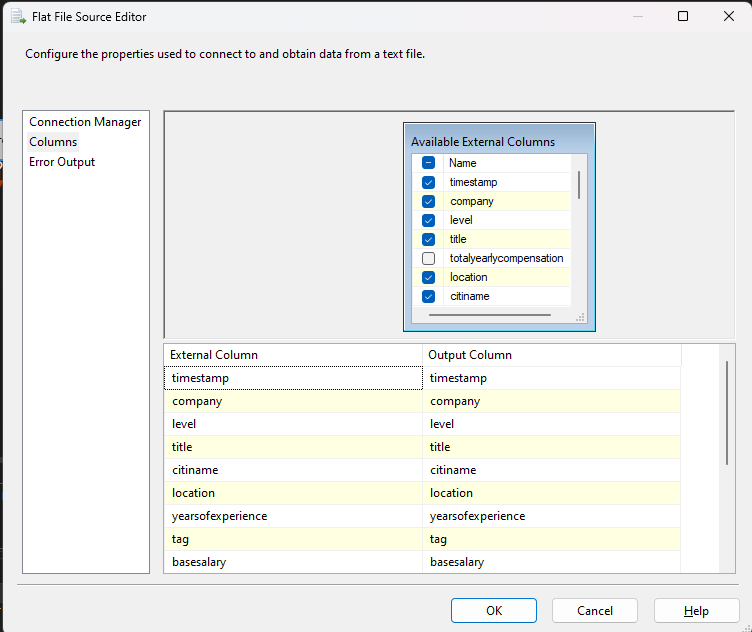 Flat File Source Editor
Configure the properties used to connect to and obtain data from a text file.
Connection Manager
Columns
Error Output
Available External Columns
Name
timestamp
company
level
title
totalyearlycompensation
location
citiname
External Column Output Column
timestamp timestamp
company company
level level
title title
citiname citiname
location location
yearsofexperience yearsofexperience
tag tag
basesalary basesalary
OK Cancel Help